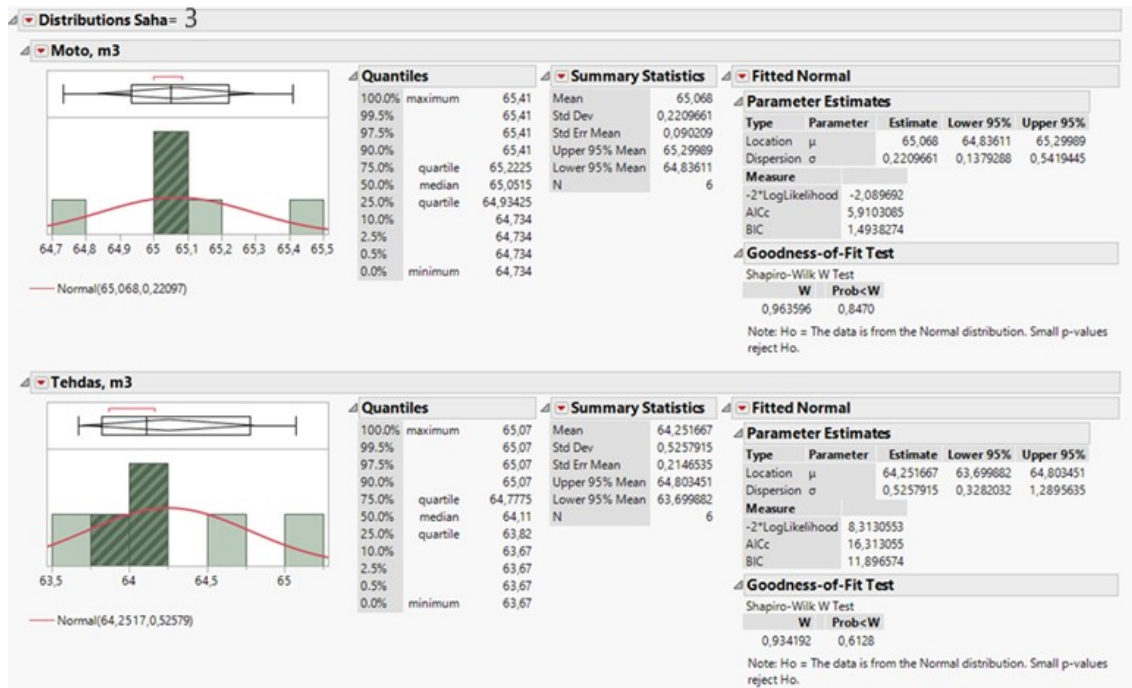 Distributions Saha= 3
Moto, m3
64,7 64,8 64,9 65 65,1 65,2 65,3 65,4 65,5
Normal(65,068,0,22097)
Quantiles
100.0% maximum 65,41
99.5% 65,41
97.5% 65,41
90.0% 65,41
75.0% quartile 65,2225
50.0% median 65,0515
25.0% quartile 64,93425
10.0% 64,734
2.5% 64,734
0.5% 64,734
0.0% minimum 64,734
Summary Statistics
Mean 65,068
Std Dev 0,2209661
Std Err Mean 0,090209
Upper 95% Mean 65,29989
Lower 95% Mean 64,83611
N 6
Fitted Normal
Parameter Estimates
Type Parameter Estimate Lower 95% Upper 95%
Location μ 65,068 64,83611 65,29989
Dispersion σ 0,2209661 0,1379288 0,5419445
Measure
-2*LogLikelihood -2,089692
AICc 5,9103085
BIC 1,4938274
Goodness-of-Fit Test
Shapiro-Wilk W Test
W Prob<W
0,963596 0,8470
Note: Ho = The data is from the Normal distribution. Small p-values
reject Ho.
Tehdas, m3
63,5 64 64,5 65
Normal(64,2517,0,52579)
Quantiles
100.0% maximum 65,07
99.5% 65,07
97.5% 65,07
90.0% 65,07
75.0% quartile 64,7775
50.0% median 64,11
25.0% quartile 63,82
10.0% 63,67
2.5% 63,67
0.5% 63,67
0.0% minimum 63,67
Summary Statistics
Mean 64,251667
Std Dev 0,5257915
Std Err Mean 0,2146535
Upper 95% Mean 64,803451
Lower 95% Mean 63,699882
N 6
Fitted Normal
Parameter Estimates
Type Parameter Estimate Lower 95% Upper 95%
Location μ 64,251667 63,699882 64,803451
Dispersion σ 0,5257915 0,3282032 1,2895635
Measure
-2*LogLikelihood 8,3130553
AICc 16,313055
BIC 11,896574
Goodness-of-Fit Test
Shapiro-Wilk W Test
W Prob<W
0,934192 0,6128
Note: Ho = The data is from the Normal distribution. Small p-values
reject Ho.